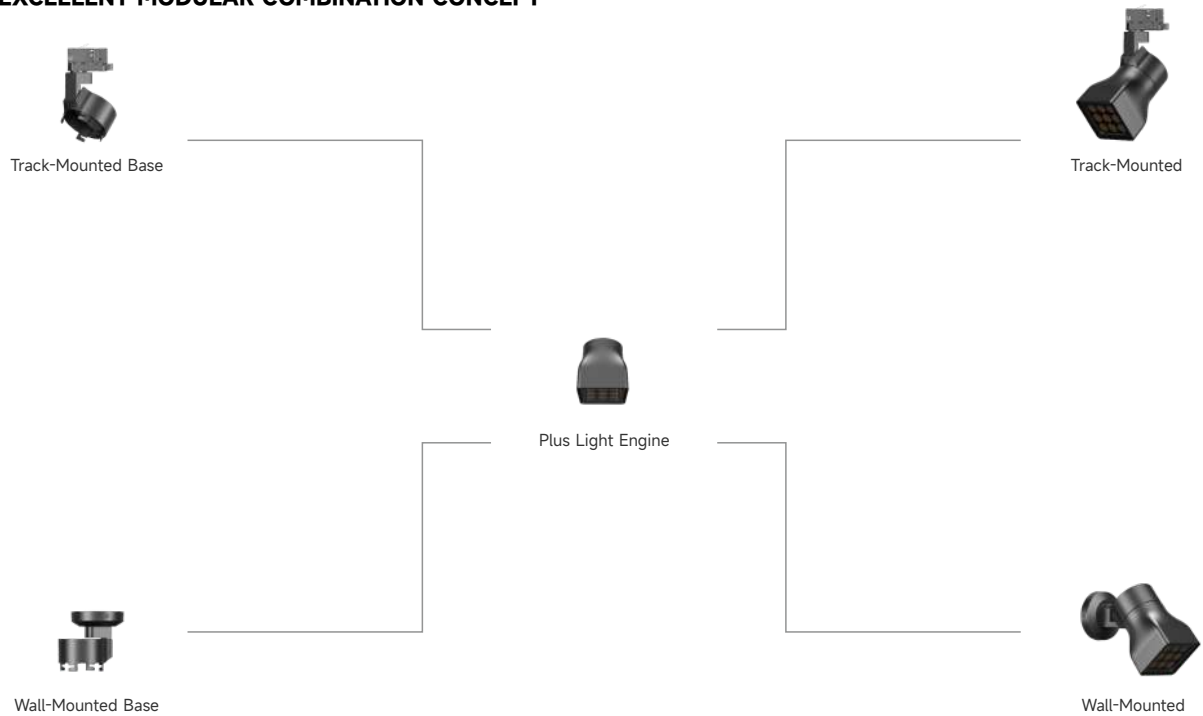 EXCELLENT MODULAR COMBINATION CONCEPT
Track-Mounted Base
Track-Mounted
Plus Light Engine
Wall-Mounted Base
Wall-Mounted